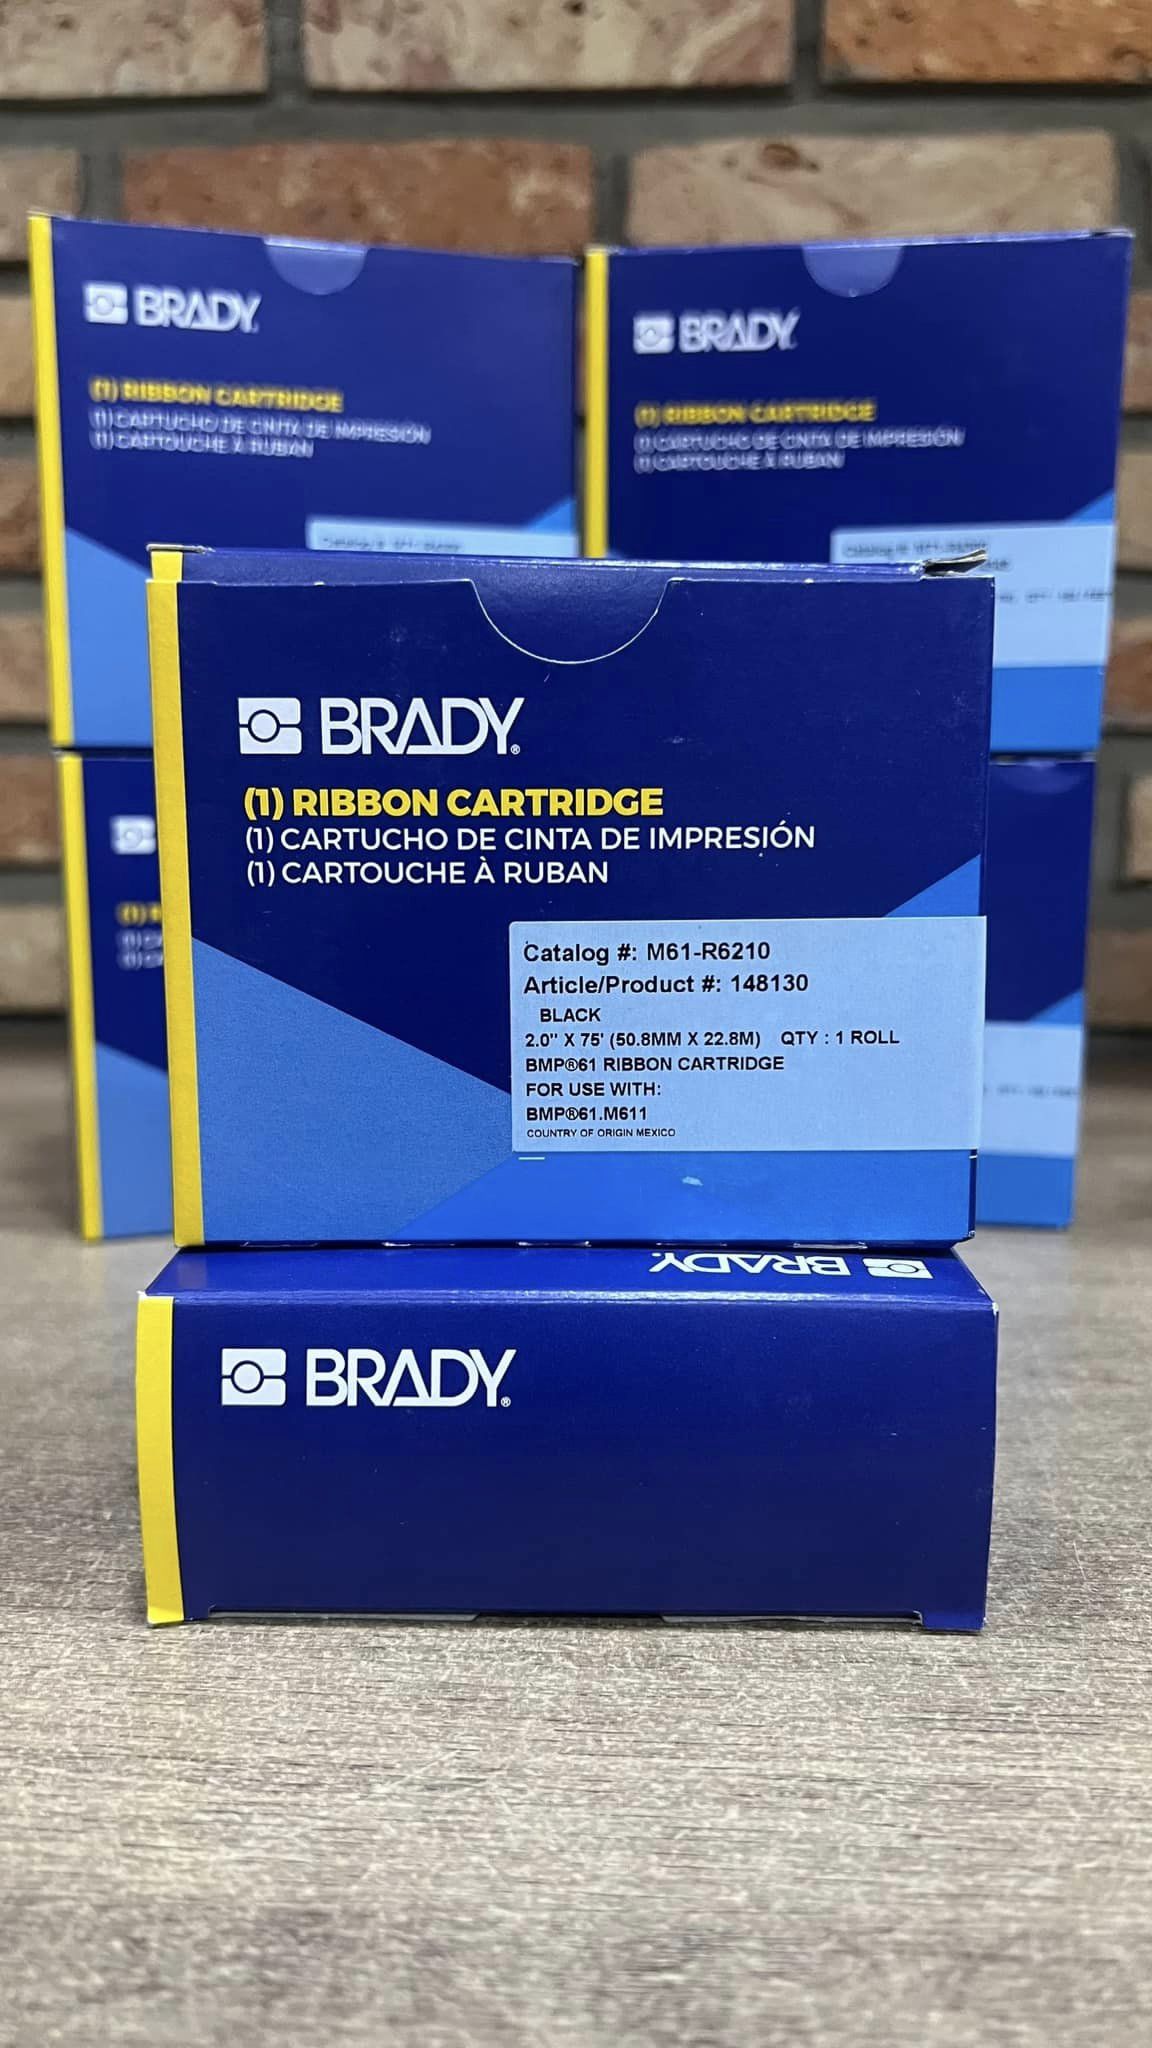 BRADY
(1) RIBBON CARTRIDGE
(1) CARTUCHO DE CINTA DE IMPRESIÓN
(1) CARTOUCHE À RUBAN
BRADY
(1) RIBBON CARTRIDGE
(1) CARTUCHO DE CINTA DE IMPRESIÓN
(1) CARTOUCHE À RUBAN
Catalog #:
Catalog #:
BRADY®
(1) RIBBON CARTRIDGE
(1) CARTUCHO DE CINTA DE IMPRESIÓN
(1) CARTOUCHE À RUBAN
Catalog #: M61-R6210
Article/Product #: 148130
BLACK
2.0" X 75' (50.8MM X 22.8M) QTY : 1 ROLL
BMP®61 RIBBON CARTRIDGE
FOR USE WITH:
BMP®61.M611
COUNTRY OF ORIGIN MEXICO
BRADY®
BRADY®